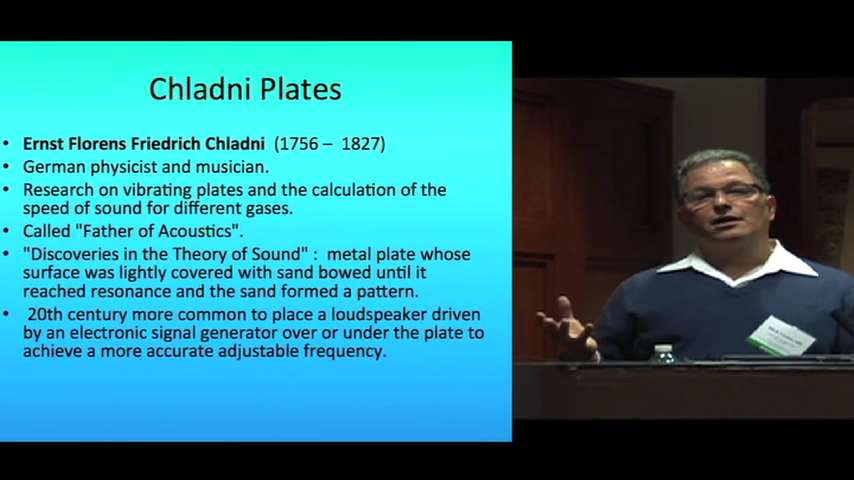 Chladni Plates
• Ernst Florens Friedrich Chladni (1756 – 1827)
• German physicist and musician.
• Research on vibrating plates and the calculation of the
speed of sound for different gases.
• Called "Father of Acoustics".
• "Discoveries in the Theory of Sound" : metal plate whose
surface was lightly covered with sand bowed until it
reached resonance and the sand formed a pattern.
• 20th century more common to place a loudspeaker driven
by an electronic signal generator over or under the plate to
achieve a more accurate adjustable frequency.